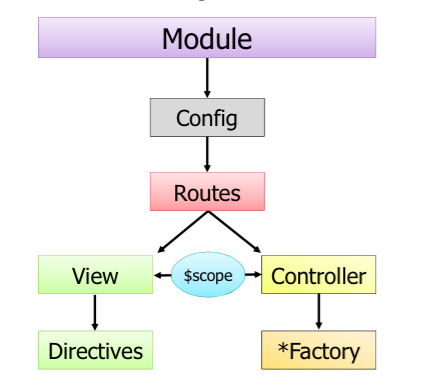 Module
Config
Routes
View
$scope
Controller
Directives
*Factory